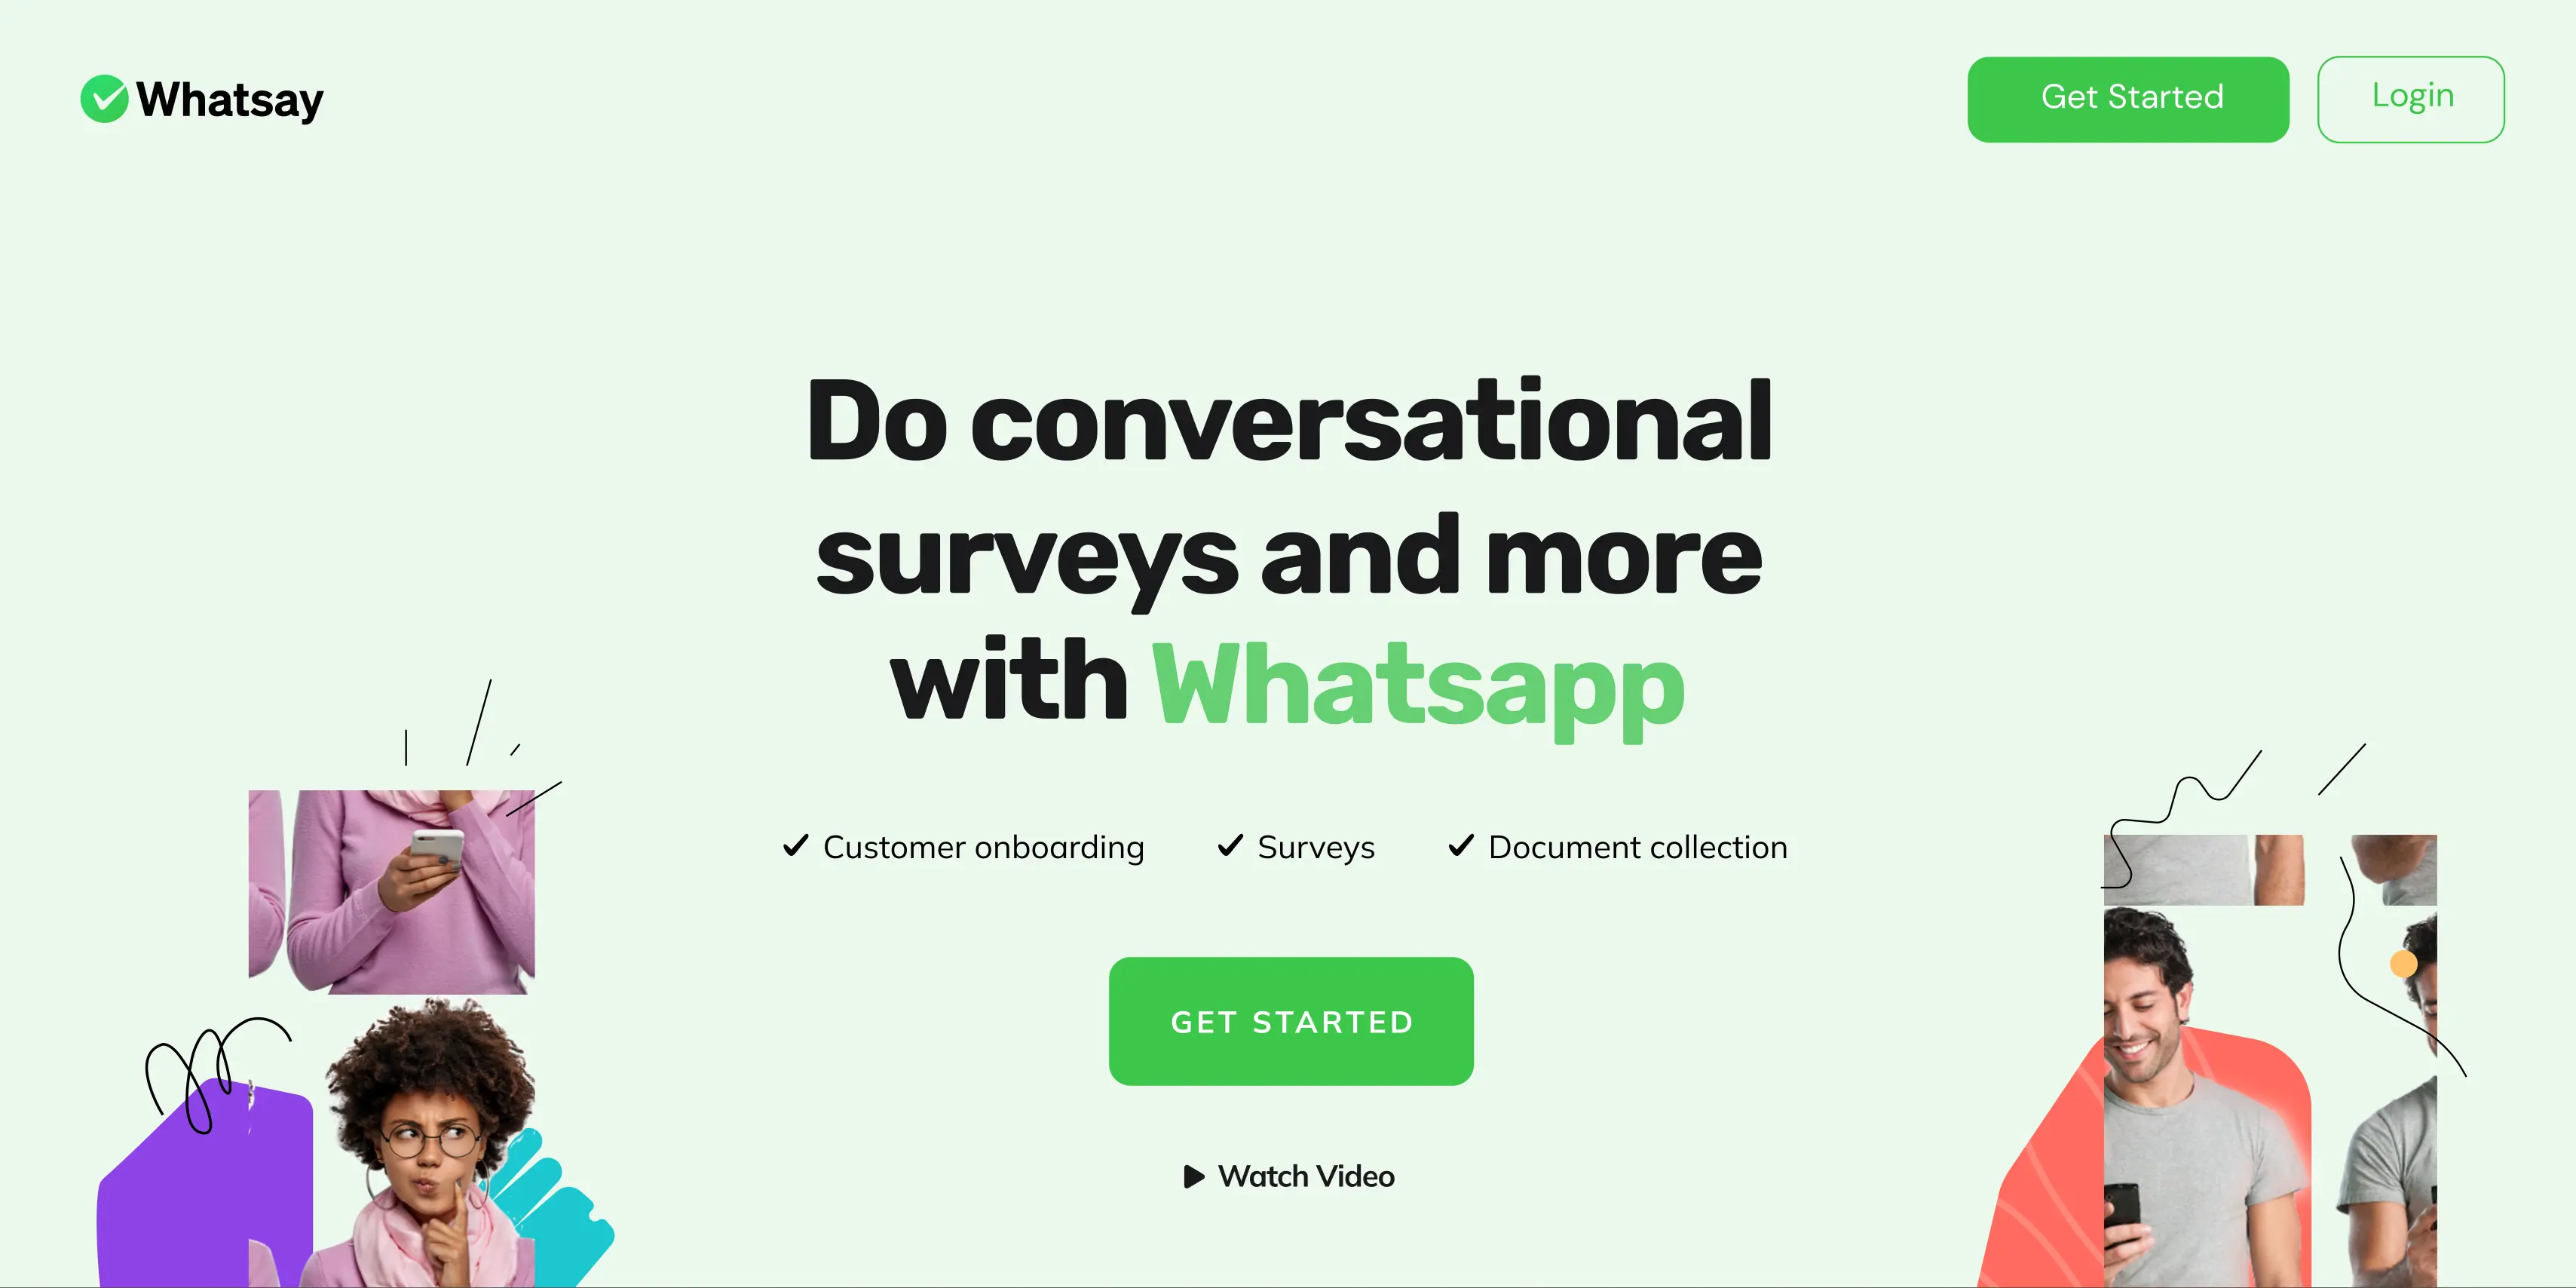 Whatsay
Get Started
Login
Do conversational
surveys and more
with Whatsapp
Customer onboarding
Surveys
Document collection
GET STARTED
Watch Video